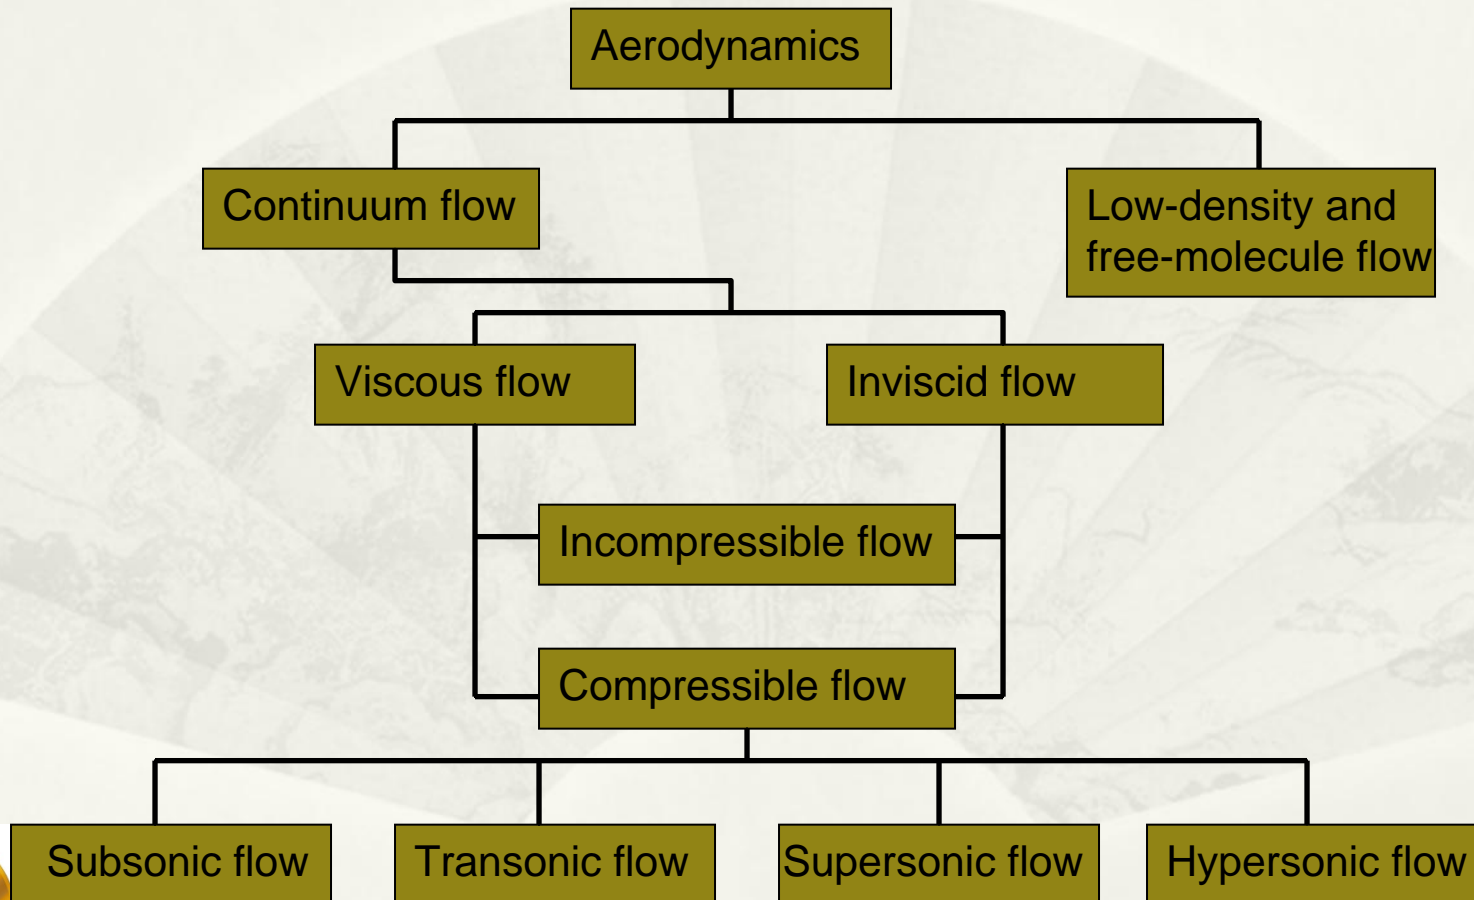 Aerodynamics
Continuum flow
Low-density and
free-molecule flow
Viscous flow
Inviscid flow
Incompressible flow
Compressible flow
Subsonic flow
Transonic flow
Supersonic flow
Hypersonic flow